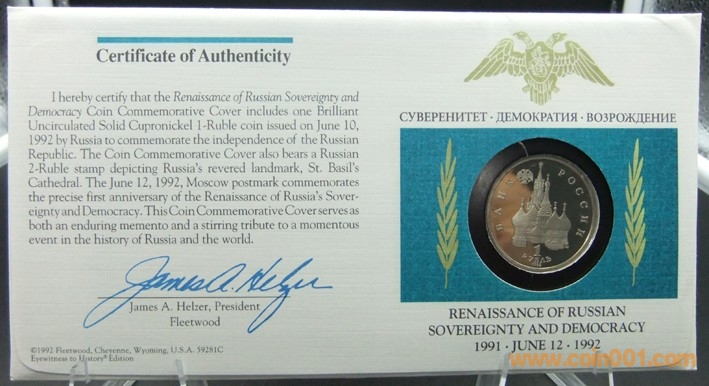 Certificate of Authenticity
I hereby certify that the Renaissance of Russian Sovereignty and
Democracy Coin Commemorative Cover includes one Brilliant
Uncirculated Solid Cupronickel 1-Ruble coin issued on June 10,
1992 by Russia to commemorate the independence of the Russian
Republic. The Coin Commemorative Cover also bears a Russian
2-Ruble stamp depicting Russia's revered landmark, St. Basil's
Cathedral. The June 12, 1992, Moscow postmark commemorates
the precise first anniversary of the Renaissance of Russia's Sover-
eignty and Democracy. This Coin Commemorative Cover serves as
both an enduring memento and a stirring tribute to a momentous
event in the history of Russia and the world.
James A. Helzer
James A. Helzer, President
Fleetwood
©1992 Fleetwood, Cheyenne, Wyoming, U.S.A. 59281C
Eyewitness to History® Edition
СУВЕРЕНИТЕТ · ДЕМОКРАТИЯ · ВОЗРОЖДЕНИЕ
БАНК РОССИИ
1
РУБЛЬ
RENAISSANCE OF RUSSIAN
SOVEREIGNTY AND DEMOCRACY
1991 · JUNE 12 · 1992
www.coin001.com